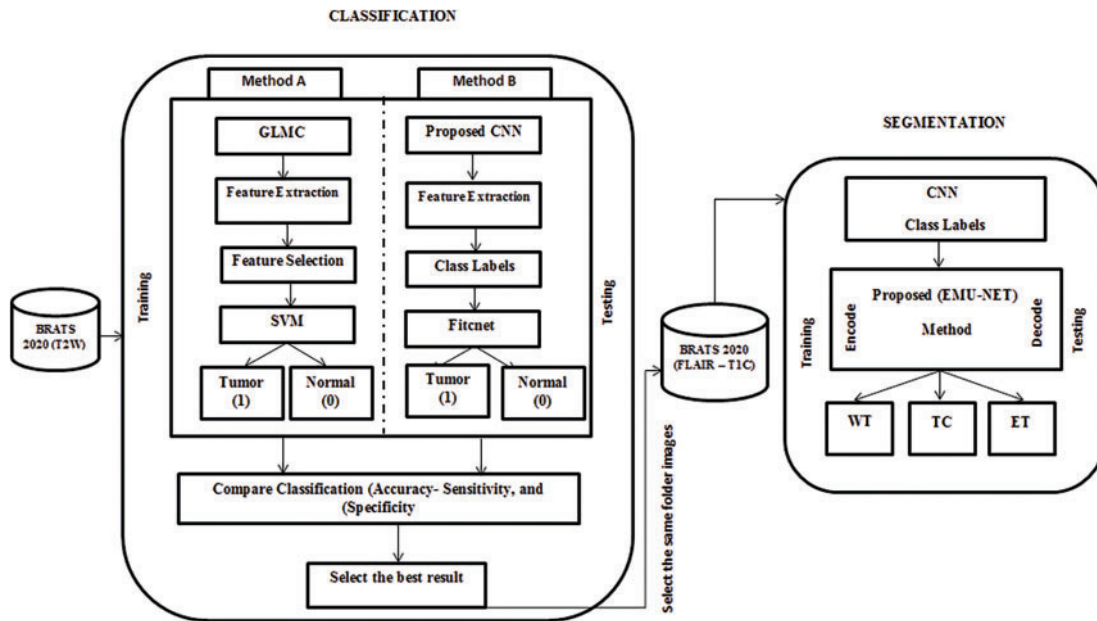 CLASSIFICATION
Method A
Method B
GLMC
Feature Extraction
Feature Selection
SVM
Tumor
(1)
Normal
(0)
Proposed CNN
Feature Extraction
Class Labels
Fitcnet
Tumor
(1)
Normal
(0)
Training
Testing
BRATS
2020 (T2W)
Compare Classification (Accuracy- Sensitivity, and
(Specificity
Select the best result
Select the same folder images
BRATS 2020
(FLAIR – T1C)
SEGMENTATION
CNN
Class Labels
Proposed (EMU-NET)
Method
Encode
Decode
Training
Testing
WT
TC
ET